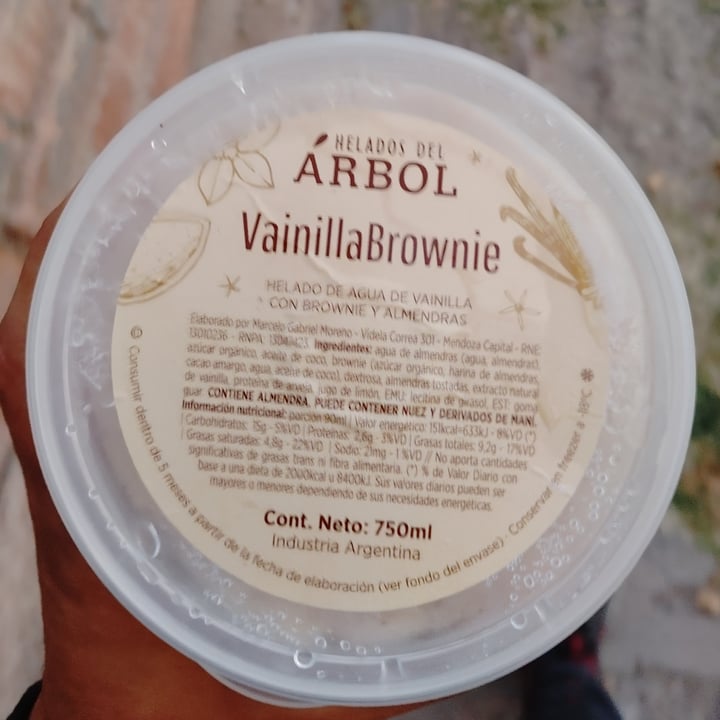 HELADOS DEL
ÁRBOL
VainillaBrownie
HELADO DE AGUA DE VAINILLA
CON BROWNIE Y ALMENDRAS
Elaborado por Marcelo Gabriel Moreno - Videla Correa 301 - Mendoza Capital - RNE
13010236 - RNPA: Ingredientes: agua de almendras (agua, almendras),
azúcar orgánico, aceite de coco, brownie (azúcar orgánico, harina de almendras,
cacao amargo, agua, aceite de coco), dextrosa, almendras tostadas, extracto natural
de vainilla, proteína de arveja, jugo de limón, EMU: lecitina de girasol, EST: goma
guar. CONTIENE ALMENDRA. PUEDE CONTENER NUEZ Y DERIVADOS DE MANÍ.
Información nutricional: porción 90ml | Valor energético: 151kcal=633kJ - 8%VD (*)
| Carbohidratos: 15g - 5%VD | Proteínas: 2,6g - 3%VD | Grasas totales: 9,2g - 17%VD
| Grasas saturadas: 4,8g - 22%VD | Sodio: 21mg - 1%VD // No aporta cantidades
significativas de grasas trans ni fibra alimentaria. (*) % de Valor Diario con
base a una dieta de 2000kcal u 8400kJ. Sus valores diarios pueden ser
mayores o menores dependiendo de sus necesidades energéticas.
Cont. Neto: 750ml
Industria Argentina
Consumir dentro de 5 meses a partir de la fecha de elaboración (ver fondo del envase) - Conservar en freezer a -18ºC